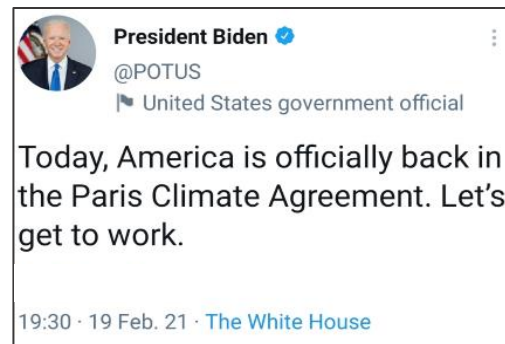 President Biden
@POTUS
United States government official
Today, America is officially back in
the Paris Climate Agreement. Let's
get to work.
19:30 · 19 Feb. 21 · The White House